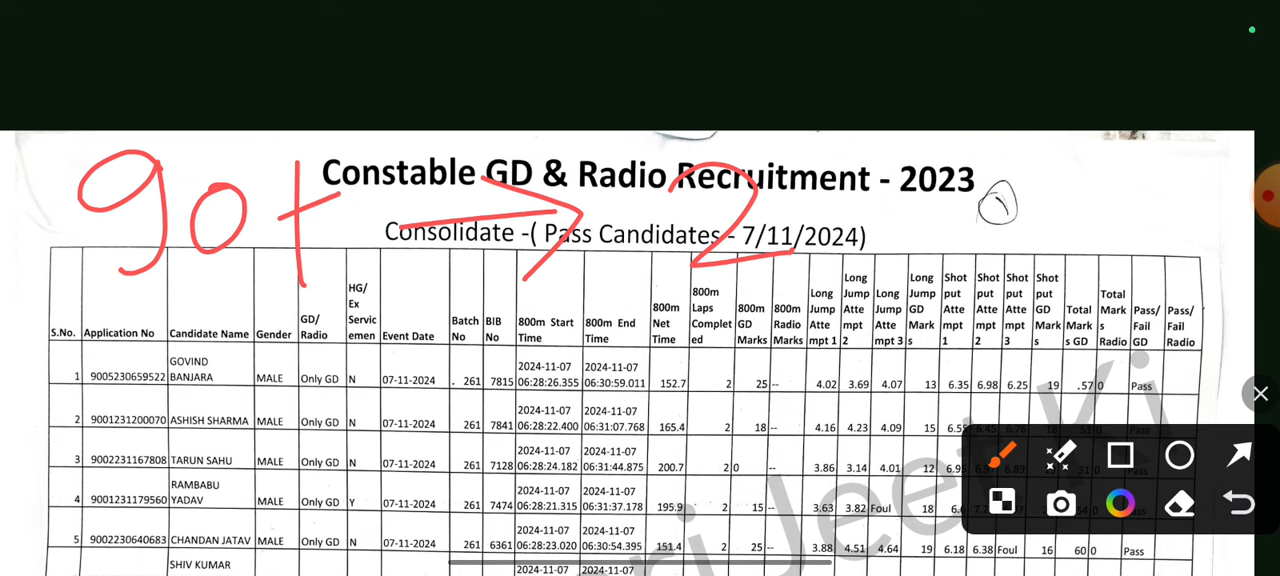 90+ → 2
Constable GD & Radio Recruitment - 2023
Consolidate -( Pass Candidates - 7/11/2024)
S.No. Application No Candidate Name Gender GD/ Radio HG/ Ex Servic emen Event Date Batch No BIB No 800m Start Time 800m End Time 800m Net Time 800m Laps Complet ed 800m GD Marks 800m Radio Marks Long Jump Atte mpt 1 Long Jump Atte mpt 2 Long Jump Atte mpt 3 Long Jump GD Mark s Shot put Atte mpt 1 Shot put Atte mpt 2 Shot put Atte mpt 3 Shot put GD Mark s Total Mark s GD Total Mark s Radio Pass/ Fail GD Pass/ Fail Radio
1 9005230659522 GOVIND BANJARA MALE Only GD N 07-11-2024 . 261 7815 2024-11-07 06:28:26.355 2024-11-07 06:30:59.011 152.7 2 25 -- 4.02 3.69 4.07 13 6.35 6.98 6.25 19 .57 0 Pass
2 9001231200070 ASHISH SHARMA MALE Only GD N 07-11-2024 261 7841 2024-11-07 06:28:22.400 2024-11-07 06:31:07.768 165.4 2 18 -- 4.16 4.23 4.09 15 Pass
3 9002231167808 TARUN SAHU MALE Only GD N 07-11-2024 261 7128 2024-11-07 06:28:24.182 2024-11-07 06:31:44.875 200.7 2 0 -- 3.86 3.14 4.01 12
4 9001231179560 RAMBABU YADAV MALE Only GD Y 07-11-2024 261 7474 2024-11-07 06:28:21.315 2024-11-07 06:31:37.178 195.9 2 15 -- 3.63 3.82 Foul 18
5 9002230640683 CHANDAN JATAV MALE Only GD N 07-11-2024 261 6361 2024-11-07 06:28:23.020 2024-11-07 06:30:54.395 151.4 2 25 -- 3.88 4.51 4.64 19 6.18 6.38 Foul 16 60 0 Pass
SHIV KUMAR 2024-11-07 2024-11-07
Jeet Ki